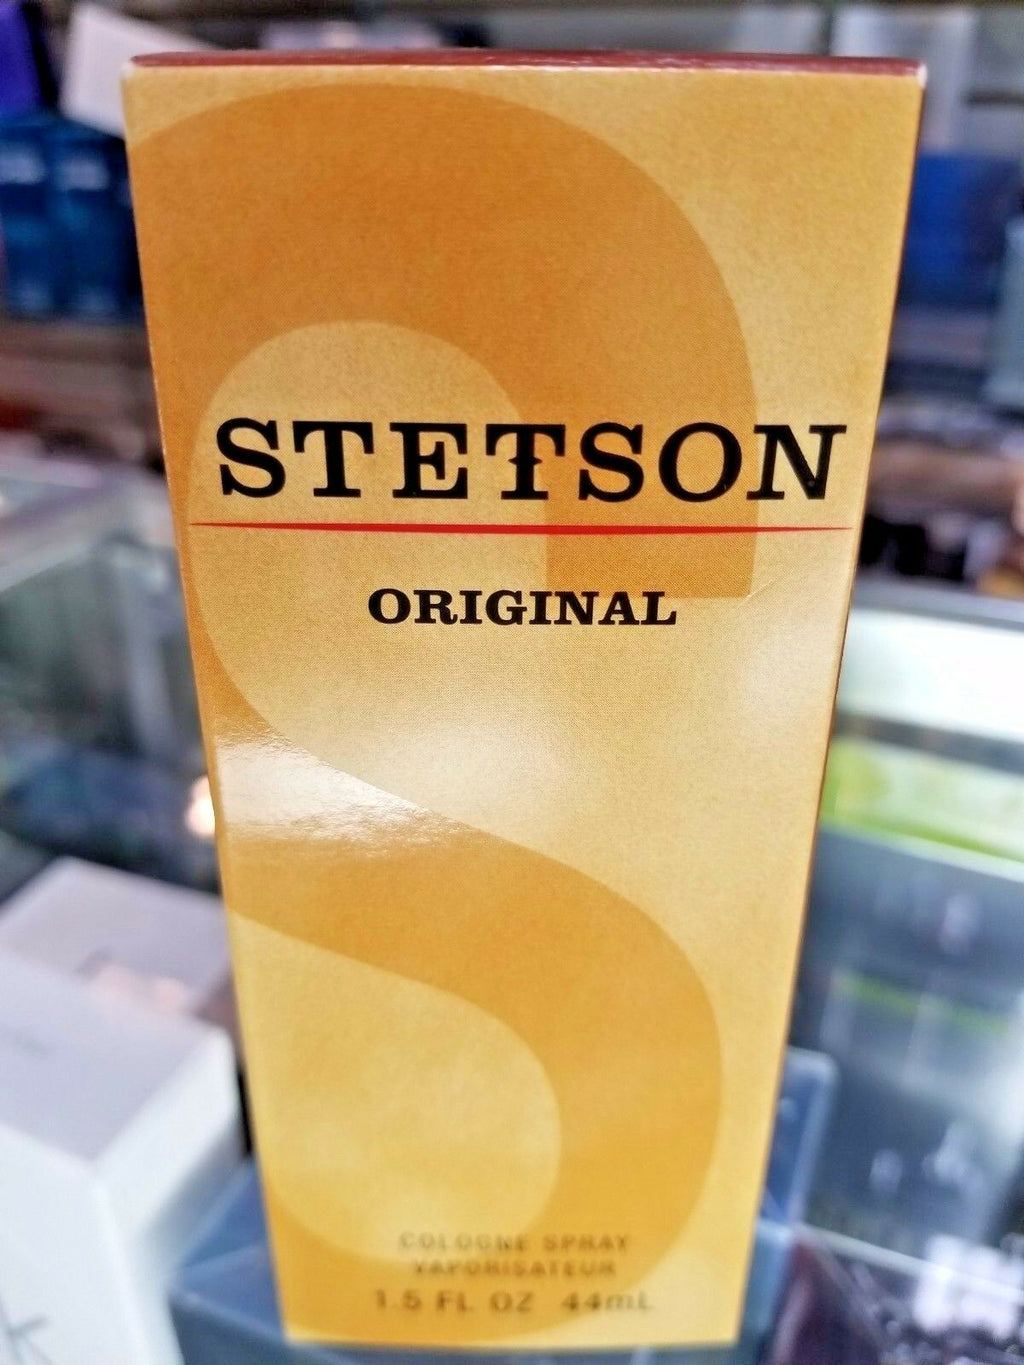 STETSON
ORIGINAL
COLOGNE SPRAY
VAPORISATEUR
1.5 FL OZ 44mL